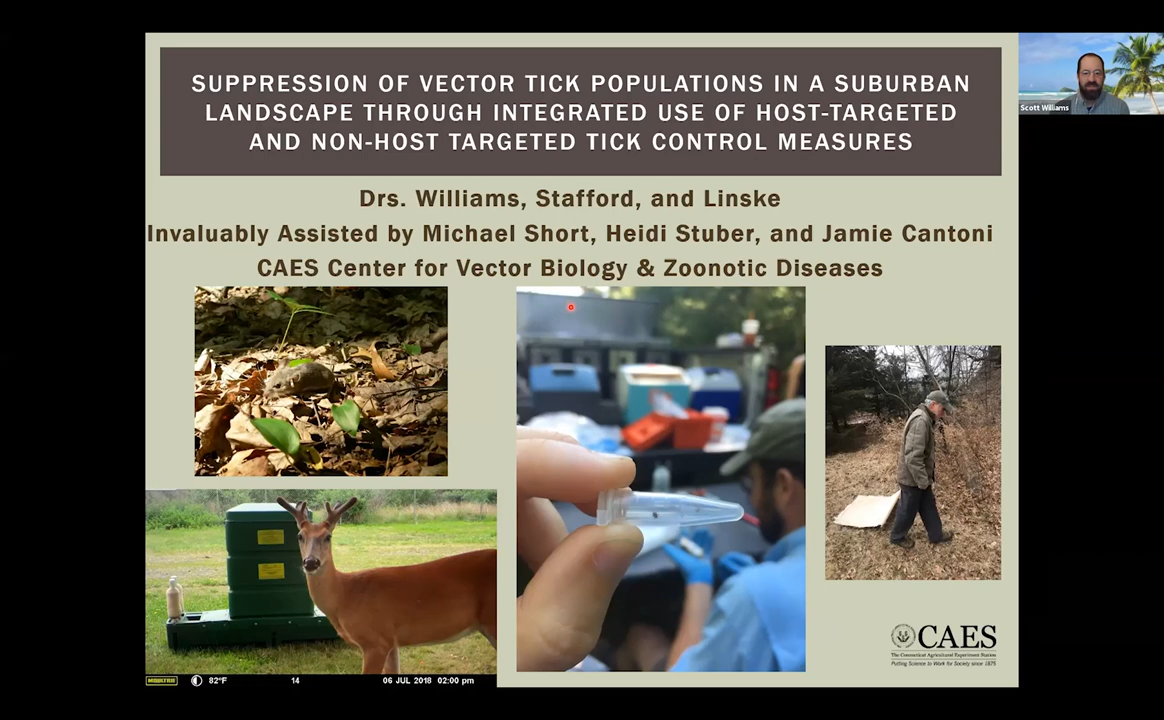 SUPPRESSION OF VECTOR TICK POPULATIONS IN A SUBURBAN
LANDSCAPE THROUGH INTEGRATED USE OF HOST-TARGETED
AND NON-HOST TARGETED TICK CONTROL MEASURES
Scott Williams
Drs. Williams, Stafford, and Linske
Invaluably Assisted by Michael Short, Heidi Stuber, and Jamie Cantoni
CAES Center for Vector Biology & Zoonotic Diseases
CAES
The Connecticut Agricultural Experiment Station
Putting Science to Work for Society since 1875
MOULTRIE 82°F 14 06 JUL 2018 02:00 pm